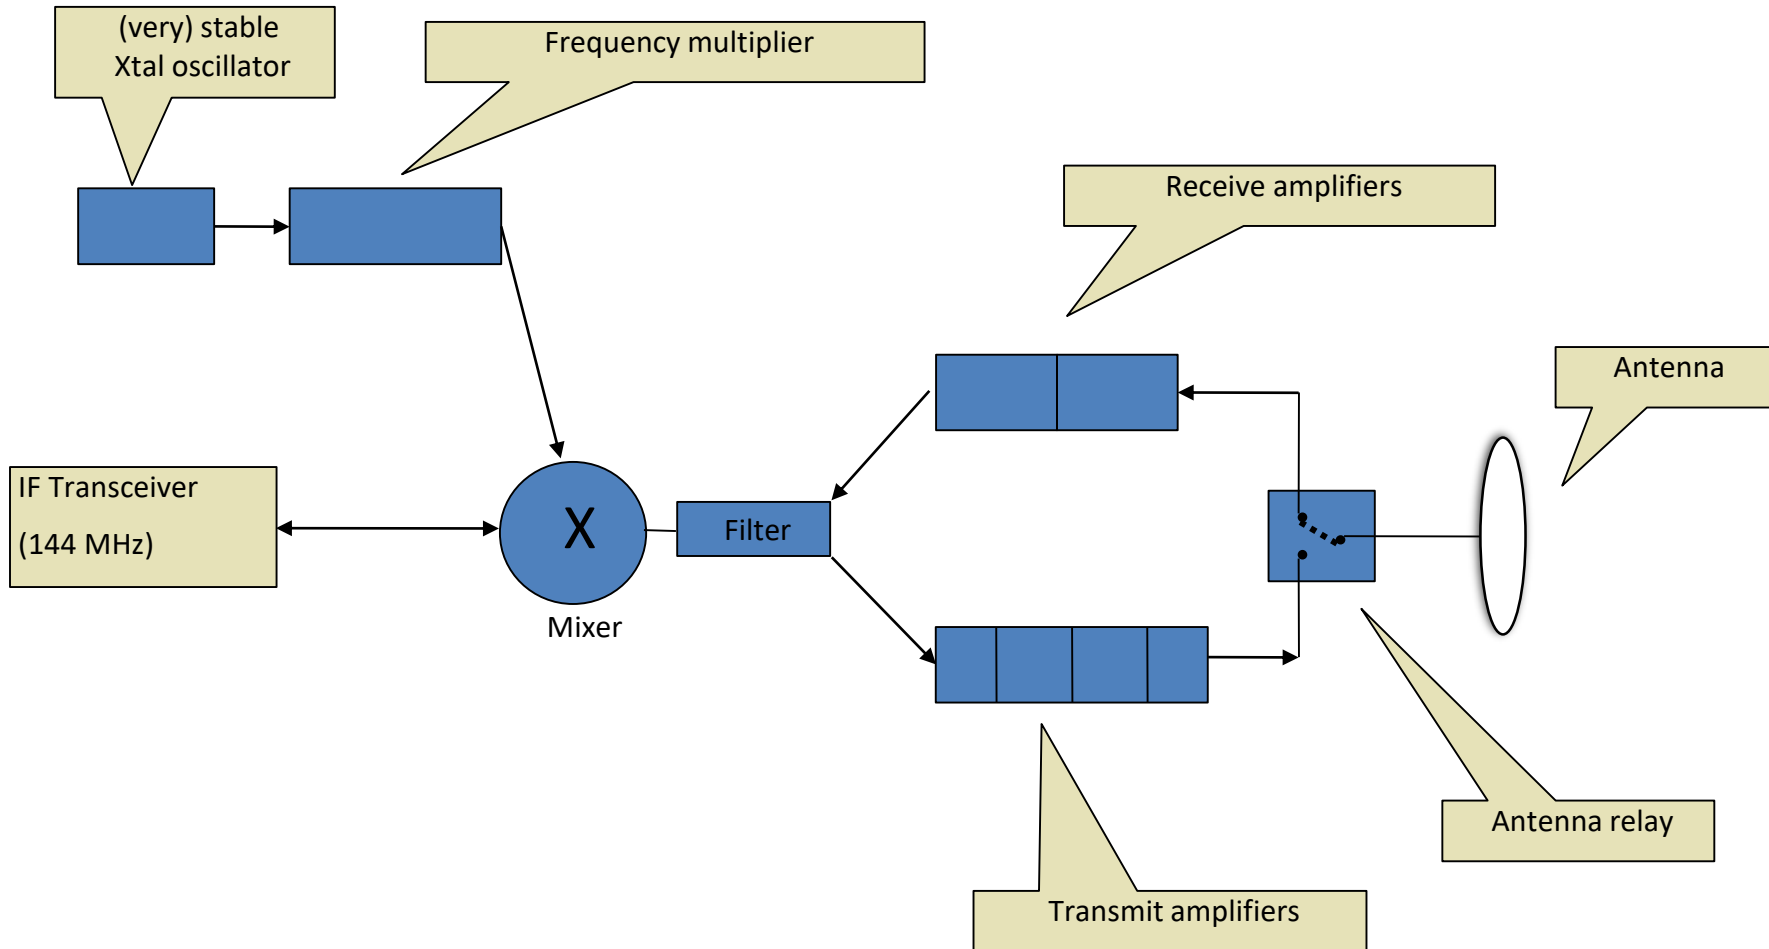 (very) stable
Xtal oscillator
Frequency multiplier
Receive amplifiers
Antenna
IF Transceiver
(144 MHz)
X
Filter
Mixer
Antenna relay
Transmit amplifiers